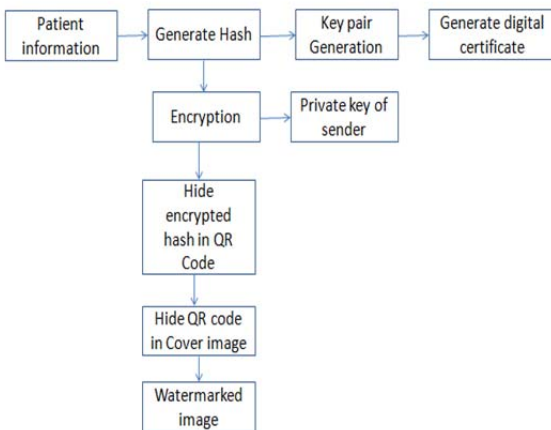 Patient
information
Generate Hash
Key pair
Generation
Generate digital
certificate
Encryption
Private key of
sender
Hide
encrypted
hash in QR
Code
Hide QR code
in Cover image
Watermarked
image